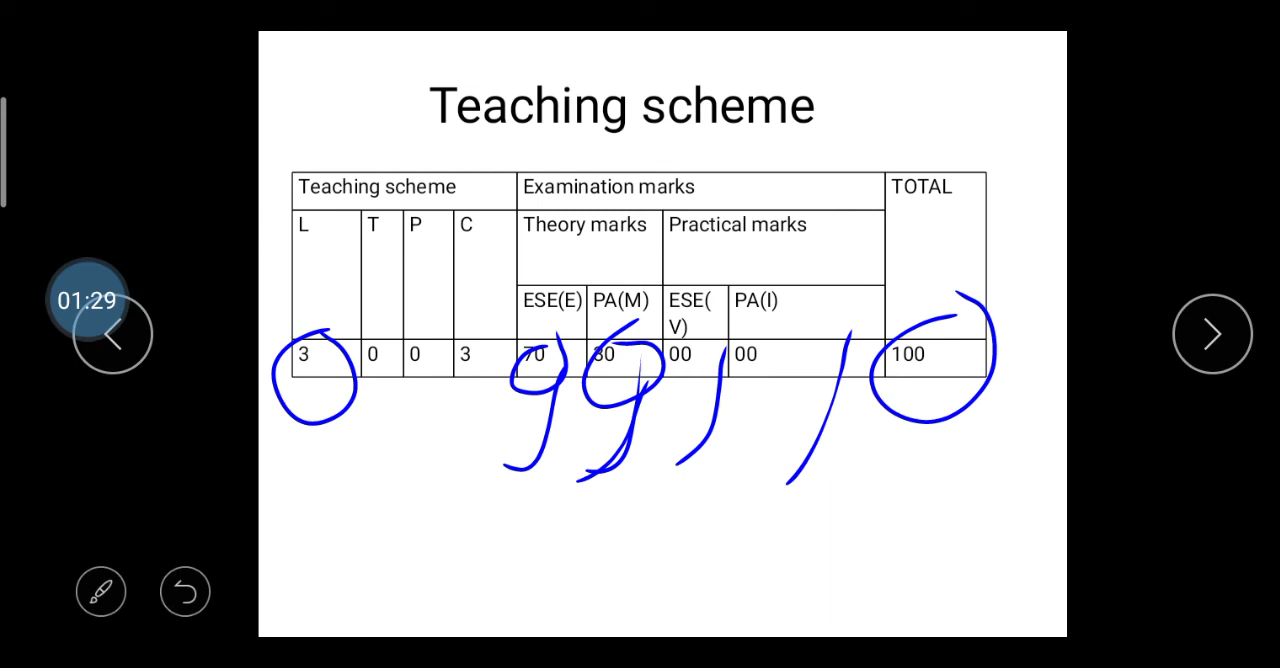 Teaching scheme
Teaching scheme Examination marks TOTAL
L T P C Theory marks Practical marks
ESE(E) PA(M) ESE( PA(I)
V)
01:29
3 0 0 3 70 30 00 00 100